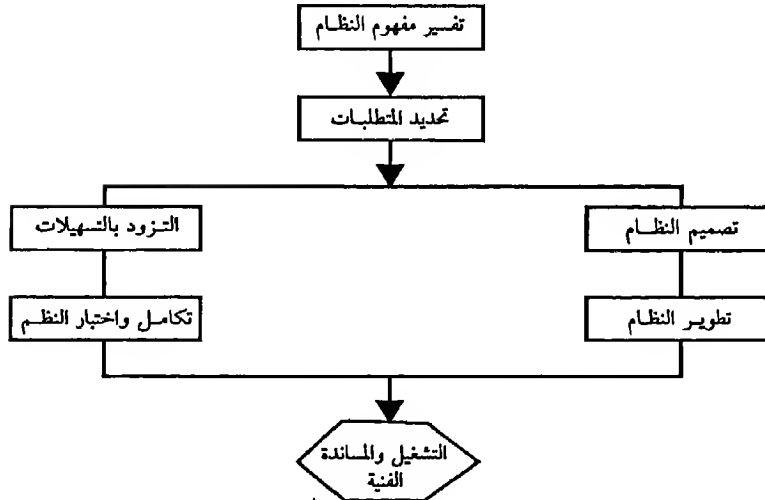 تفسير مفهوم النظام
تحديد المتطلبات
تصميم النظام
التزود بالتسهيلات
تطوير النظام
تكامل واختبار النظم
التشغيل والمساندة
الفنية